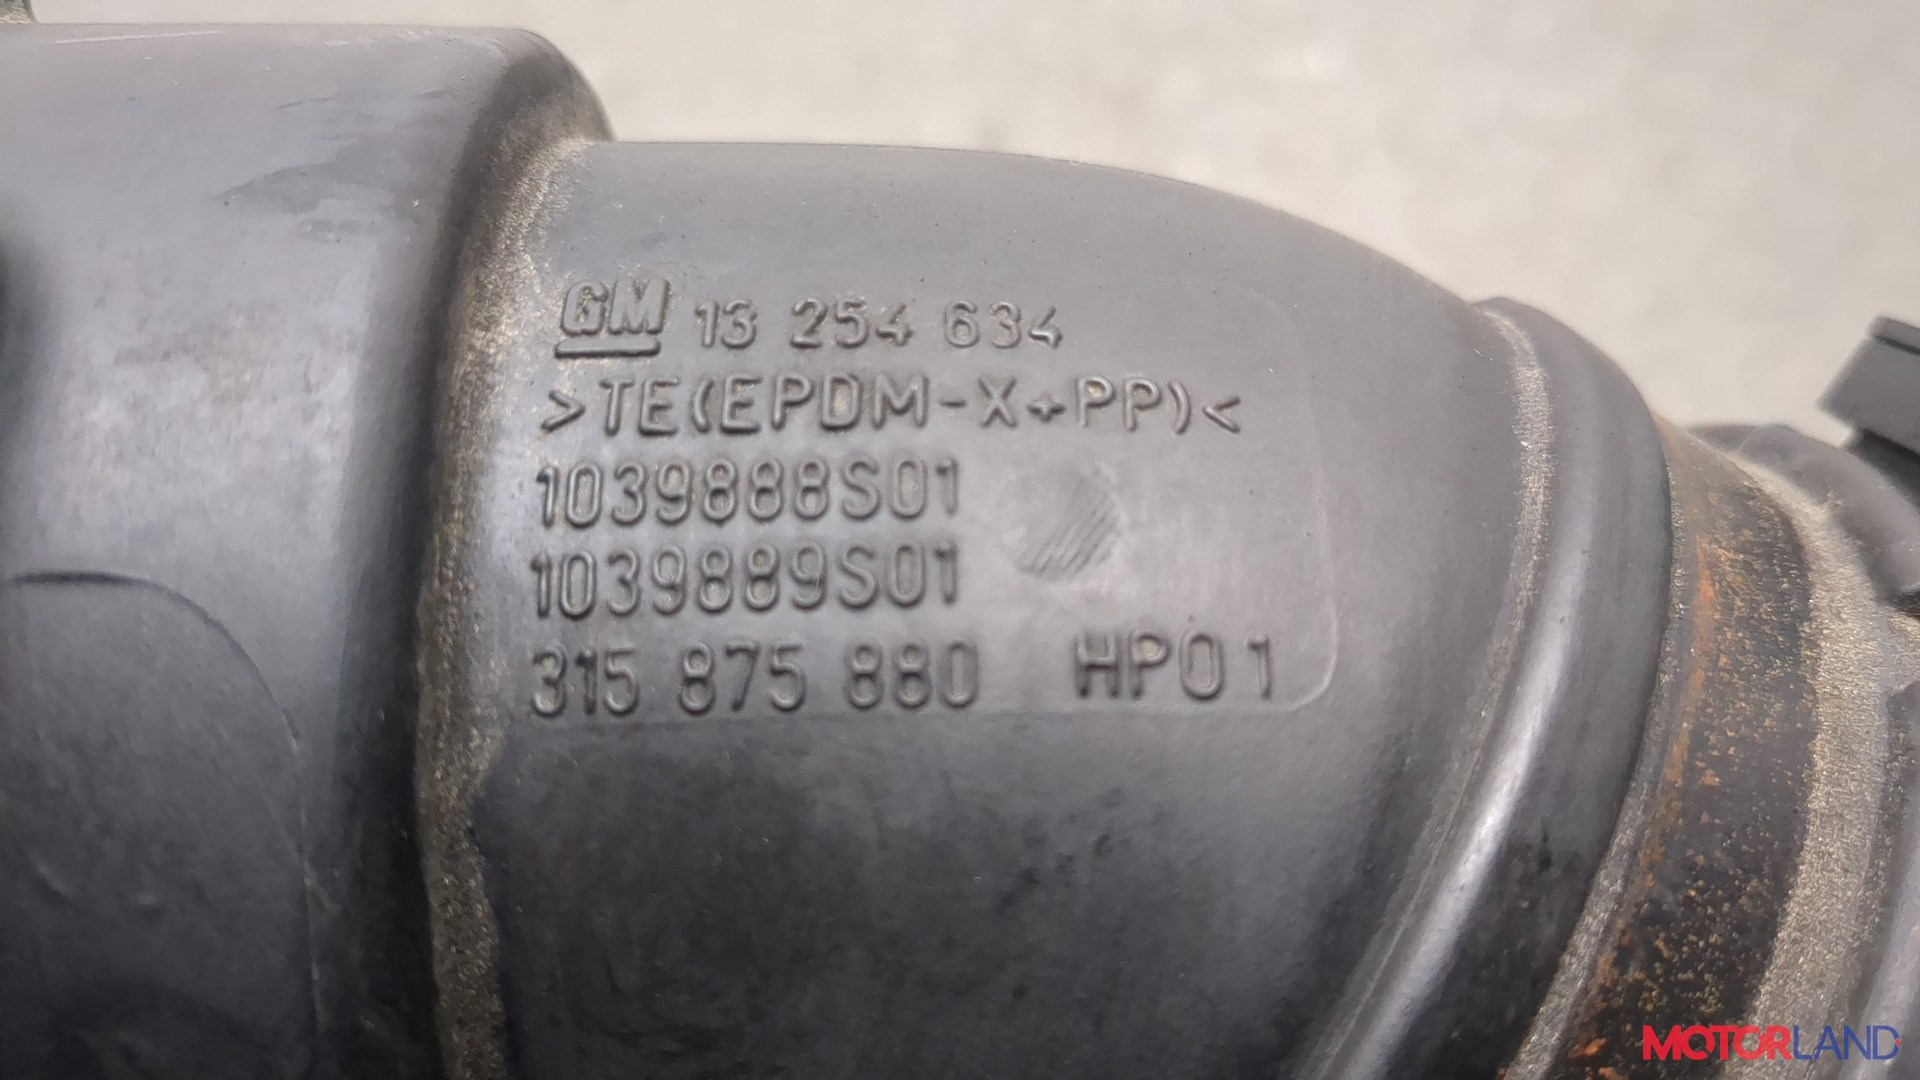 GM 13 254 634
>TE(EPDM-X+PP)<
1039888S01
1039889S01
315 875 880 HP01
MOTORLAND